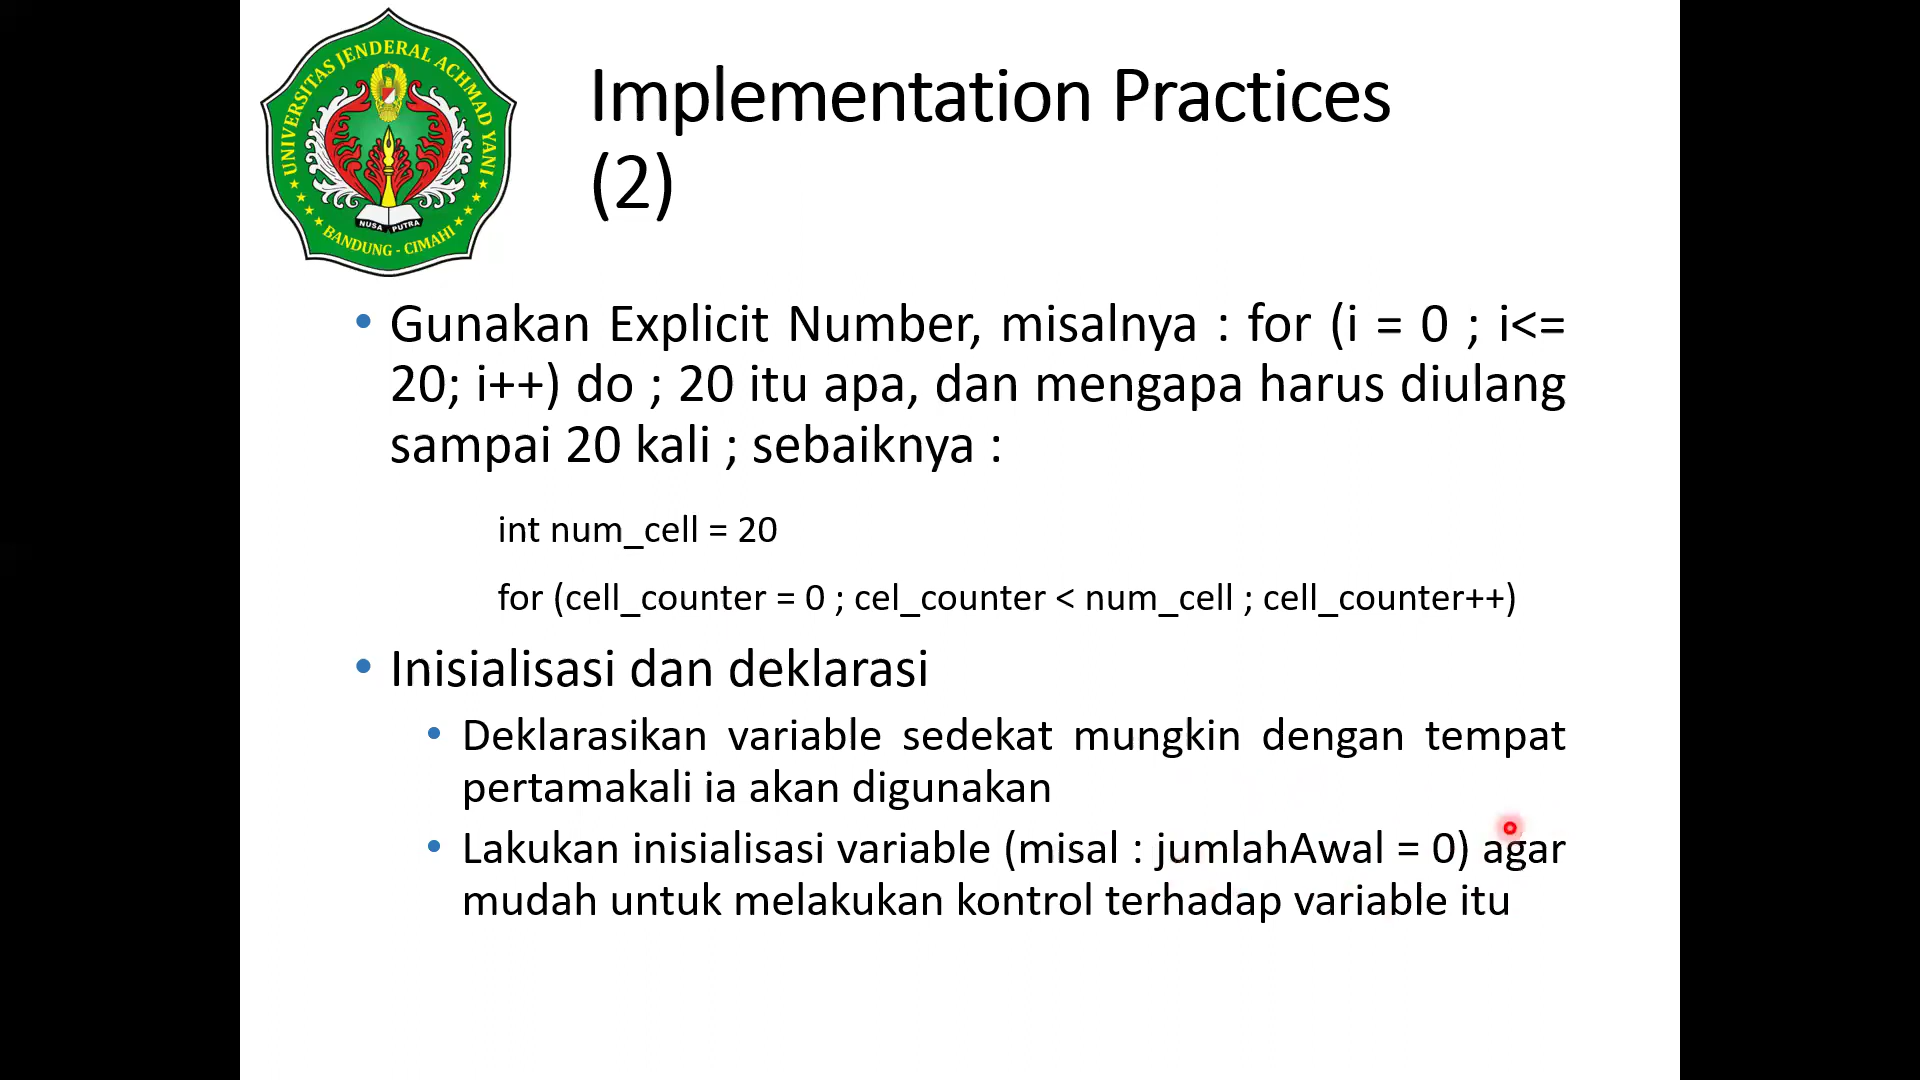 UNIVERSITAS JENDERAL ACHMAD YANI
NUSA PUTRA
BANDUNG - CIMAHI
Implementation Practices
(2)
• Gunakan Explicit Number, misalnya : for (i = 0 ; i<=
20; i++) do ; 20 itu apa, dan mengapa harus diulang
sampai 20 kali ; sebaiknya :
int num_cell = 20
for (cell_counter = 0 ; cel_counter < num_cell ; cell_counter++)
• Inisialisasi dan deklarasi
• Deklarasikan variable sedekat mungkin dengan tempat
pertamakali ia akan digunakan
• Lakukan inisialisasi variable (misal : jumlahAwal = 0) agar
mudah untuk melakukan kontrol terhadap variable itu